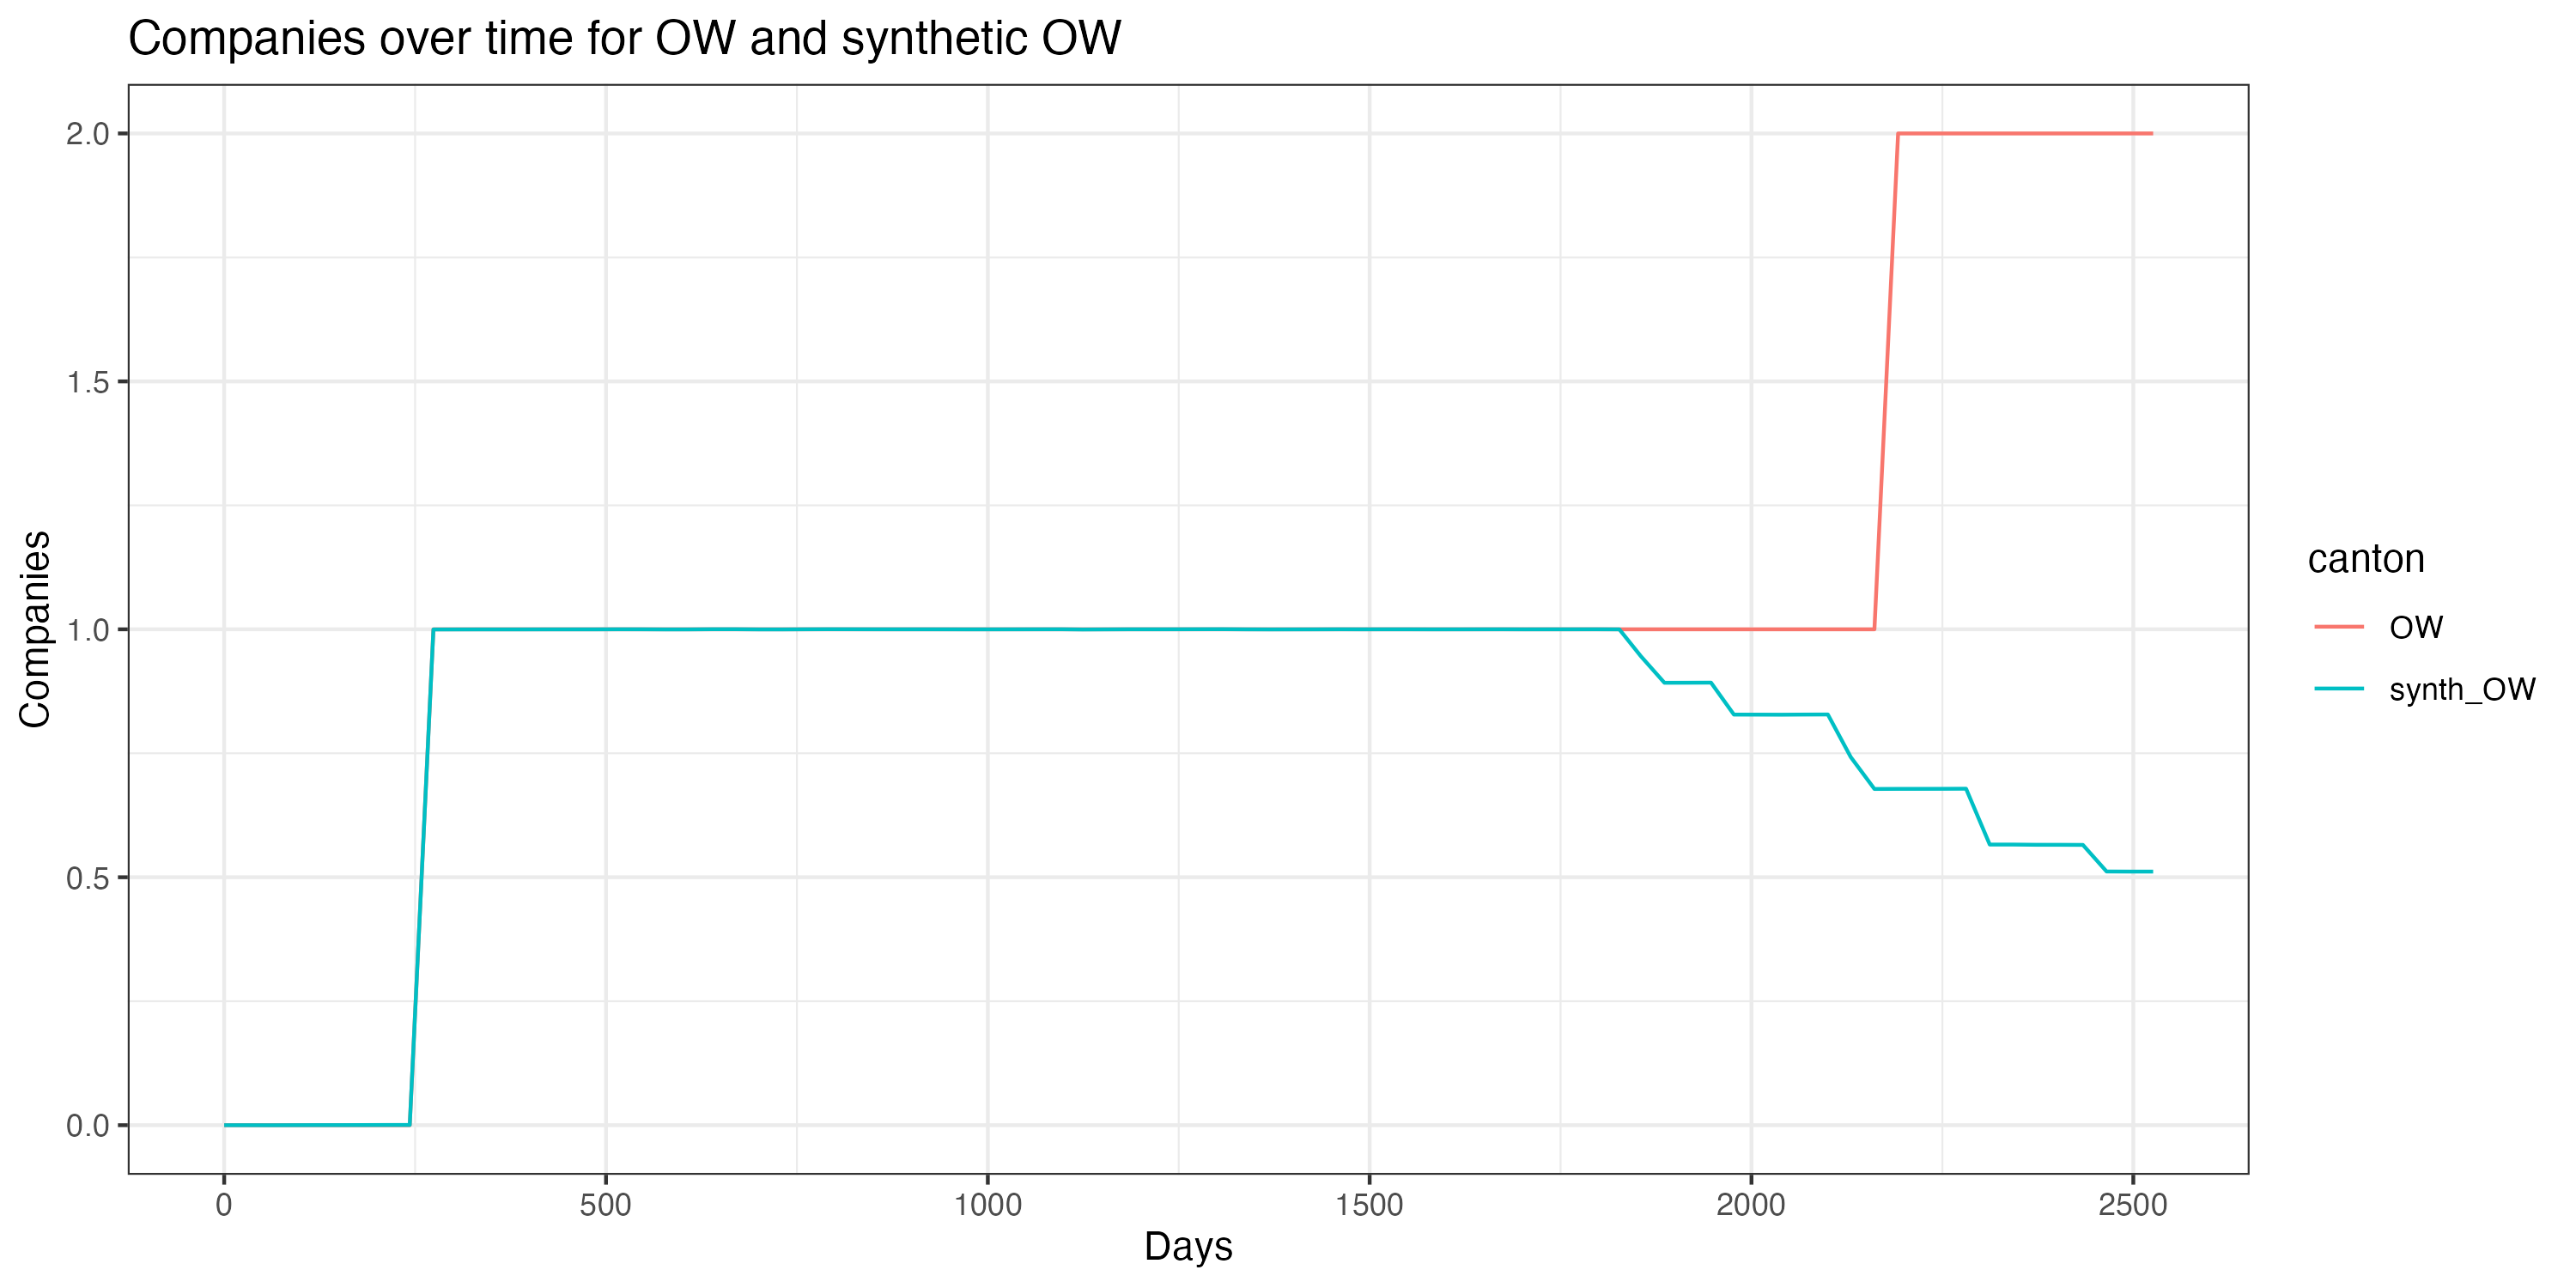 Companies over time for OW and synthetic OW
Companies
2.0
1.5
1.0
0.5
0.0
0 500 1000 1500 2000 2500
Days
canton
OW
synth_OW